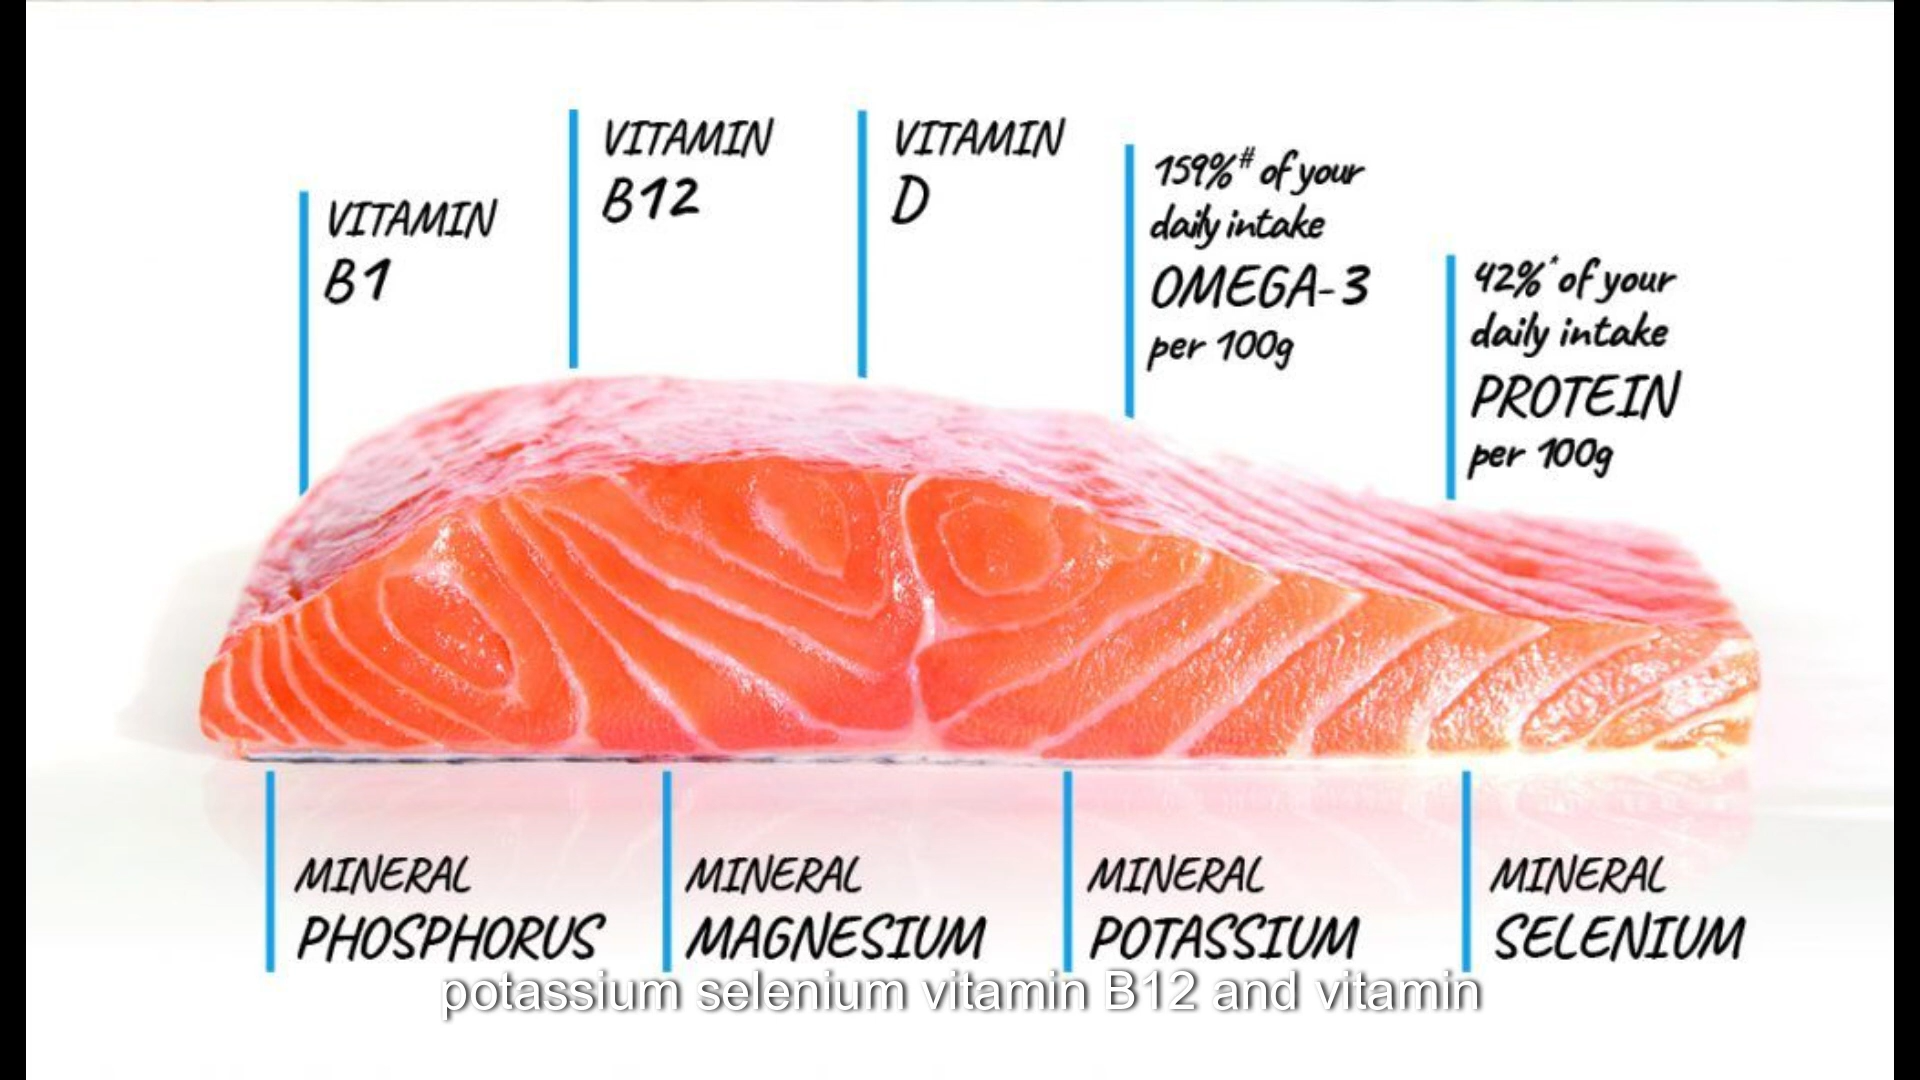 VITAMIN
B1
VITAMIN
B12
VITAMIN
D
159%# of your
daily intake
OMEGA-3
per 100g
42%* of your
daily intake
PROTEIN
per 100g
MINERAL
PHOSPHORUS
MINERAL
MAGNESIUM
MINERAL
POTASSIUM
MINERAL
SELENIUM
potassium selenium vitamin B12 and vitamin